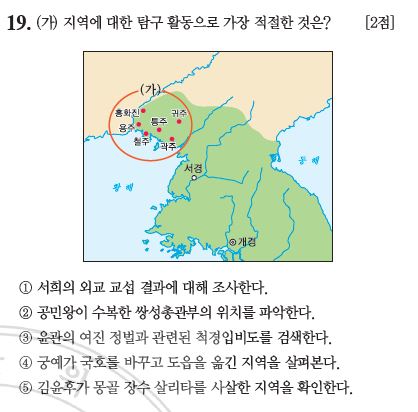 19. (가) 지역에 대한 탐구 활동으로 가장 적절한 것은? [2점]
(가)
흥화진
귀주
용주
통주
철주
곽주
서경
동해
황해
개경
① 서희의 외교 교섭 결과에 대해 조사한다.
② 공민왕이 수복한 쌍성총관부의 위치를 파악한다.
③ 윤관의 여진 정벌과 관련된 척경입비도를 검색한다.
④ 궁예가 국호를 바꾸고 도읍을 옮긴 지역을 살펴본다.
⑤ 김윤후가 몽골 장수 살리타를 사살한 지역을 확인한다.